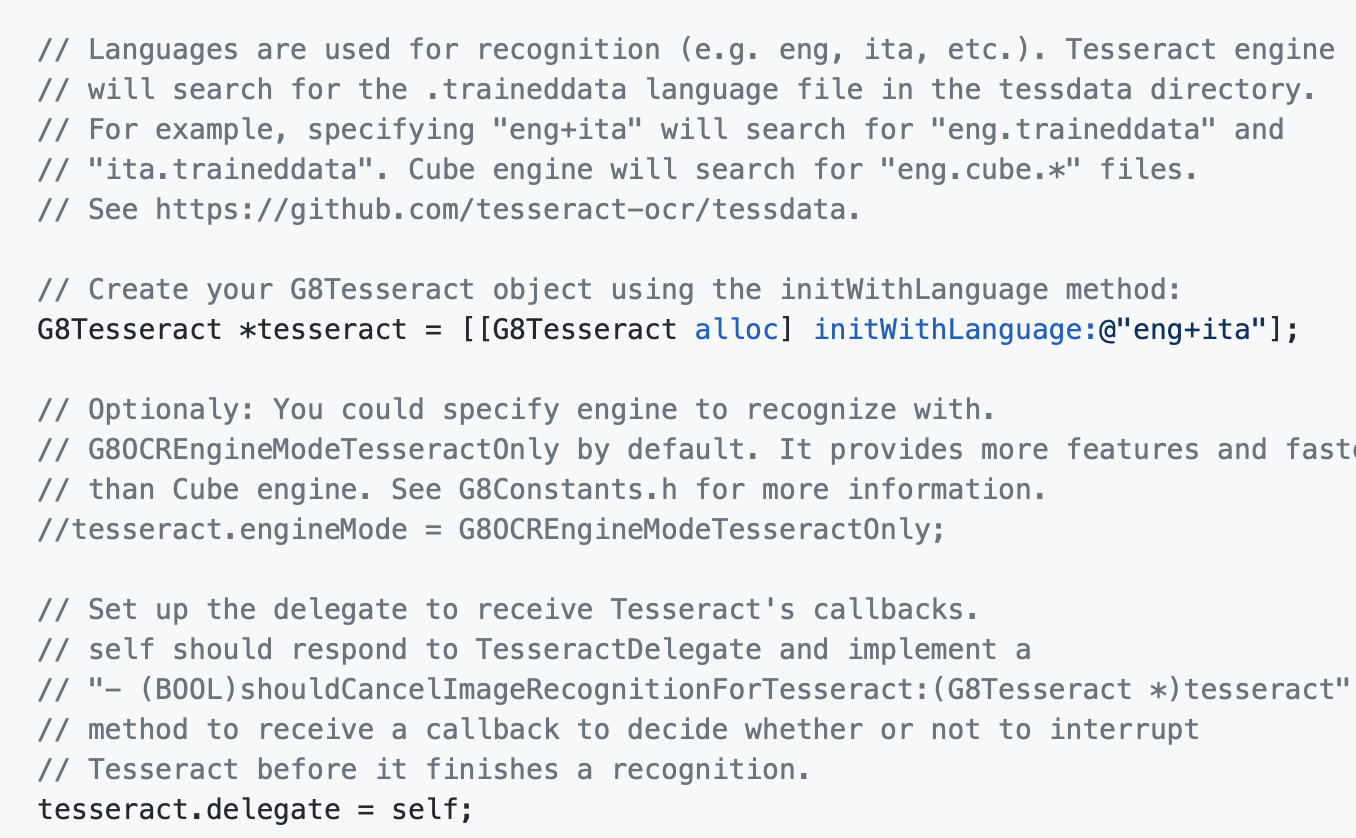 // Languages are used for recognition (e.g. eng, ita, etc.). Tesseract engine
// will search for the .traineddata language file in the tessdata directory.
// For example, specifying "eng+ita" will search for "eng.traineddata" and
// "ita.traineddata". Cube engine will search for "eng.cube.*" files.
// See https://github.com/tesseract-ocr/tessdata.
// Create your G8Tesseract object using the initWithLanguage method:
G8Tesseract *tesseract = [[G8Tesseract alloc] initWithLanguage:@"eng+ita"];
// Optionaly: You could specify engine to recognize with.
// G8OCREngineModeTesseractOnly by default. It provides more features and
// than Cube engine. See G8Constants.h for more information.
//tesseract.engineMode = G8OCREngineModeTesseractOnly;
// Set up the delegate to receive Tesseract's callbacks.
// self should respond to TesseractDelegate and implement a
// "- (BOOL)shouldCancelImageRecognitionForTesseract:(G8Tesseract *)tesseract"
// method to receive a callback to decide whether or not to interrupt
// Tesseract before it finishes a recognition.
tesseract.delegate = self;